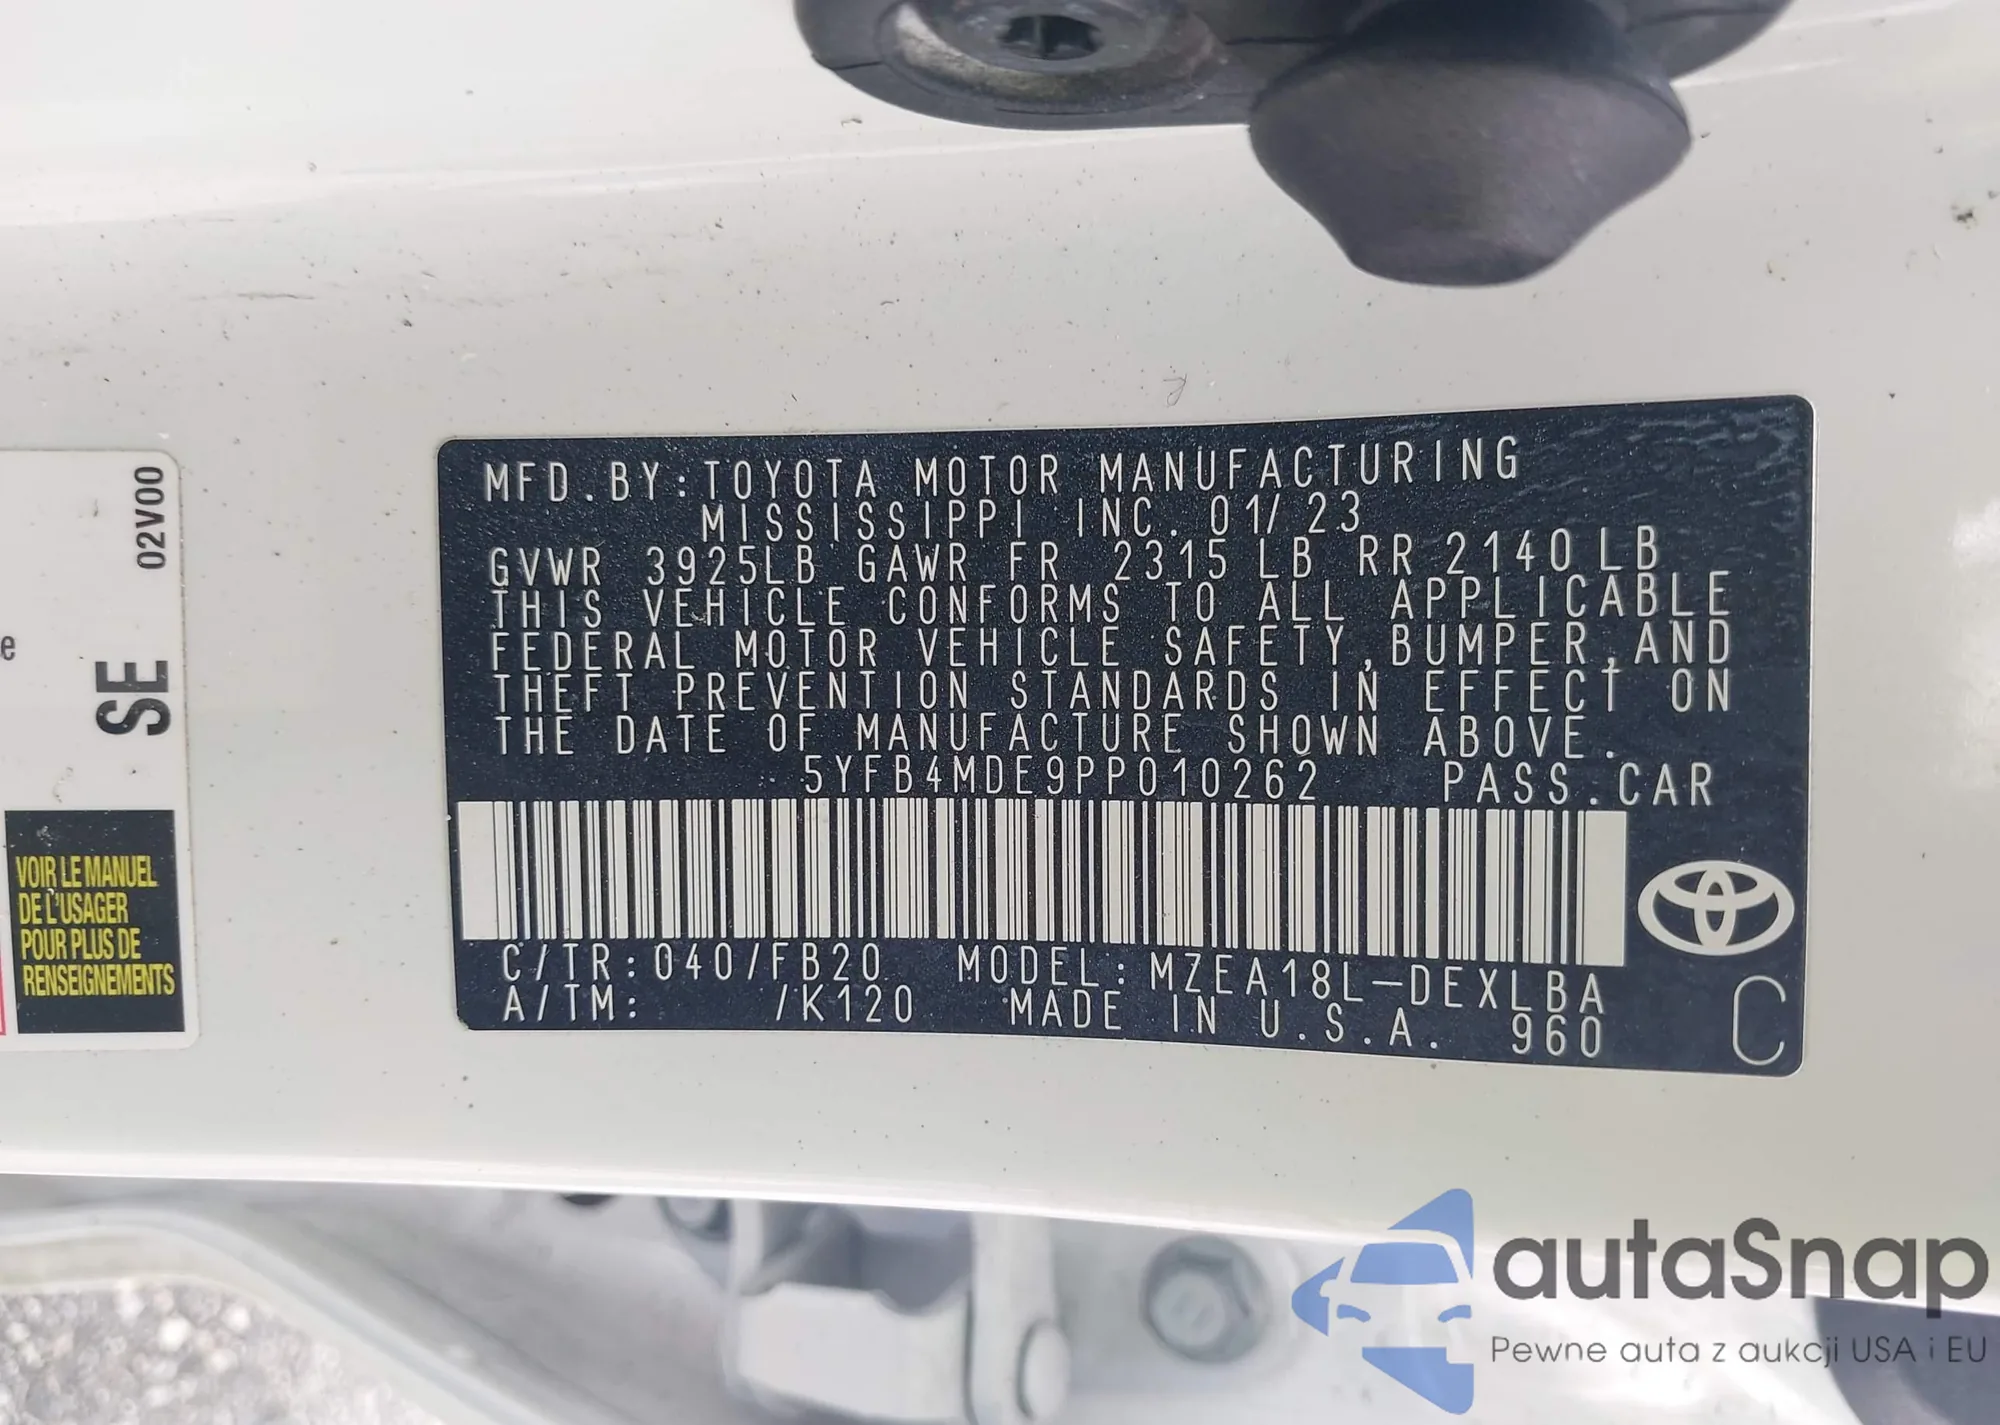 MFD.BY:TOYOTA MOTOR MANUFACTURING
MISSISSIPPI INC. 01/23
GVWR 3925LB GAWR FR 2315 LB RR 2140 LB
THIS VEHICLE CONFORMS TO ALL APPLICABLE
FEDERAL MOTOR VEHICLE SAFETY,BUMPER,AND
THEFT PREVENTION STANDARDS IN EFFECT ON
THE DATE OF MANUFACTURE SHOWN ABOVE.
5YFB4MDE9PP010262 PASS.CAR
C/TR:040/FB20 MODEL:MZEA18L-DEXLBA
A/TM: /K120 MADE IN U.S.A. 960
C
02V00
SE
VOIR LE MANUEL
DE L'USAGER
POUR PLUS DE
RENSEIGNEMENTS
autaSnap
Pewne auta z aukcji USA i EU